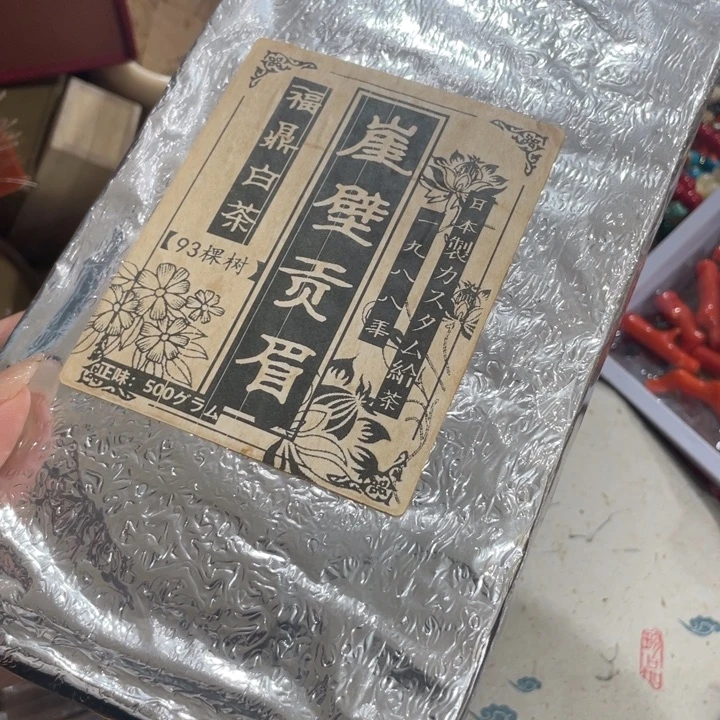 福鼎白茶
【93棵树】
崖壁贡眉
日本製カスタム給茶
一九八八年
正味：500グラム